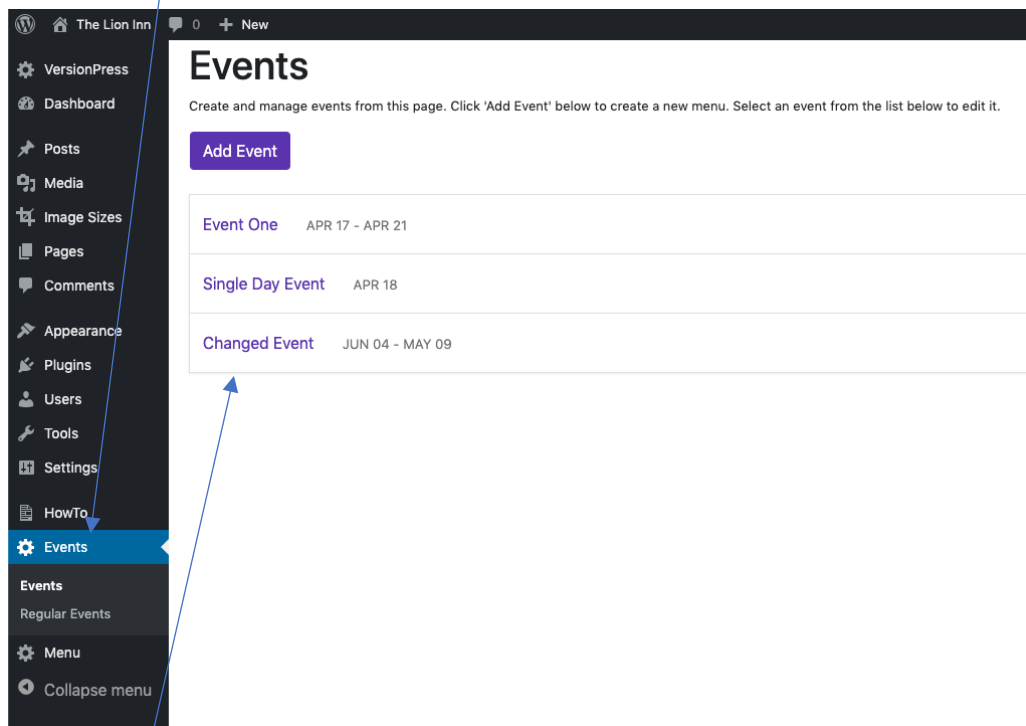 The Lion Inn 0 + New
VersionPress
Dashboard
Posts
Media
Image Sizes
Pages
Comments
Appearance
Plugins
Users
Tools
Settings
HowTo
Events
Events
Regular Events
Menu
Collapse menu
Events
Create and manage events from this page. Click 'Add Event' below to create a new menu. Select an event from the list below to edit it.
Add Event
Event One APR 17 - APR 21
Single Day Event APR 18
Changed Event JUN 04 - MAY 09